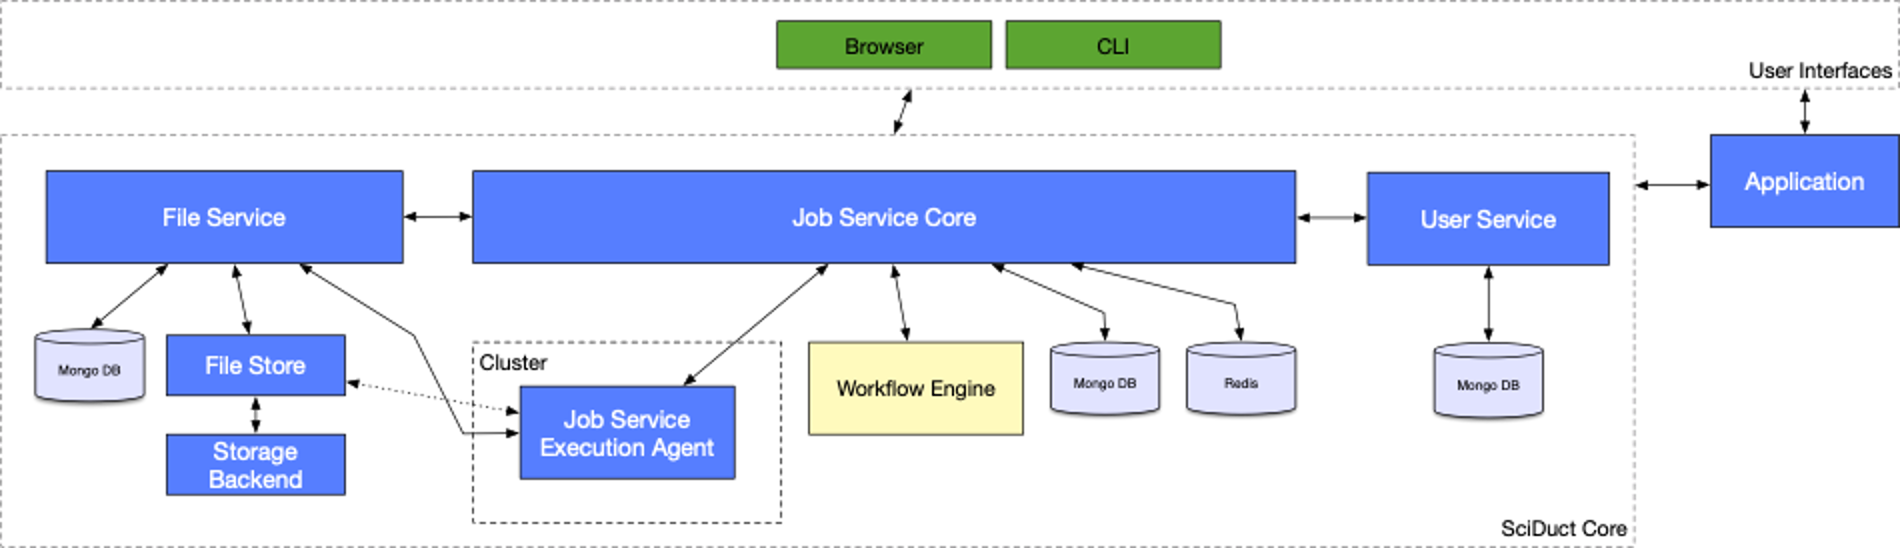 Browser
CLI
User Interfaces
Application
File Service
Job Service Core
User Service
Mongo DB
File Store
Storage
Backend
Cluster
Job Service
Execution Agent
Workflow Engine
Mongo DB
Redis
Mongo DB
SciDuct Core